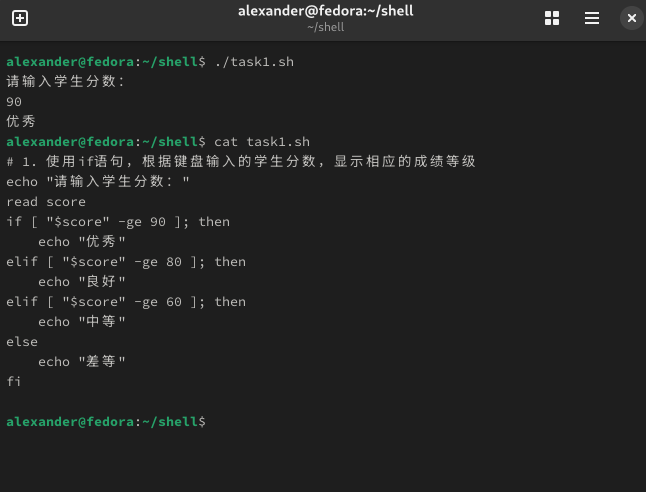 alexander@fedora:~/shell
~/shell
alexander@fedora:~/shell$ ./task1.sh
请输入学生分数：
90
优秀
alexander@fedora:~/shell$ cat task1.sh
# 1. 使用if语句，根据键盘输入的学生分数，显示相应的成绩等级
echo "请输入学生分数："
read score
if [ "$score" -ge 90 ]; then
    echo "优秀"
elif [ "$score" -ge 80 ]; then
    echo "良好"
elif [ "$score" -ge 60 ]; then
    echo "中等"
else
    echo "差等"
fi
alexander@fedora:~/shell$